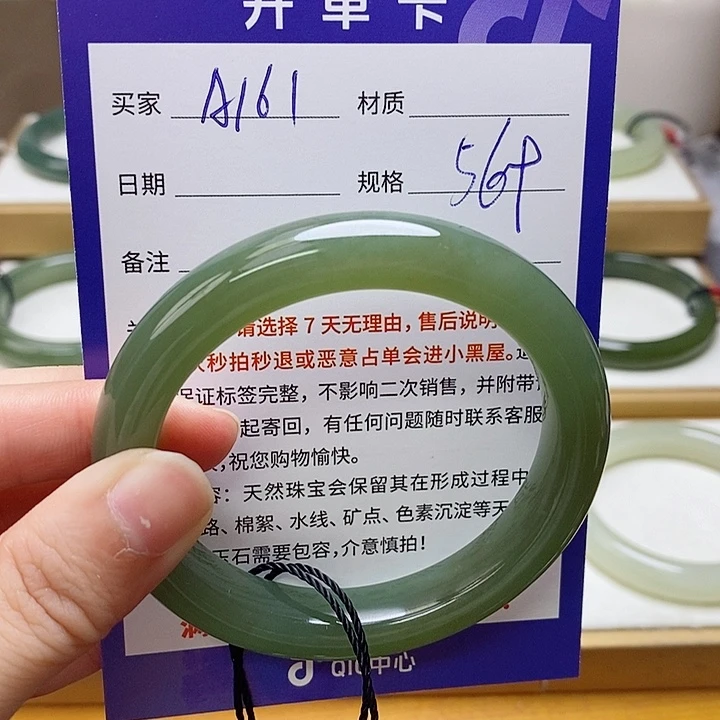 开单卡
买家 A161 材质
日期 规格 56P
备注
请选择 7 天无理由，售后说明
秒拍秒退或恶意占单会进小黑屋。
保证标签完整，不影响二次销售，并附带
起寄回，有任何问题随时联系客服
，祝您购物愉快。
容：天然珠宝会保留其在形成过程中
、棉絮、水线、矿点、色素沉淀等天
玉石需要包容，介意慎拍！
QIC中心